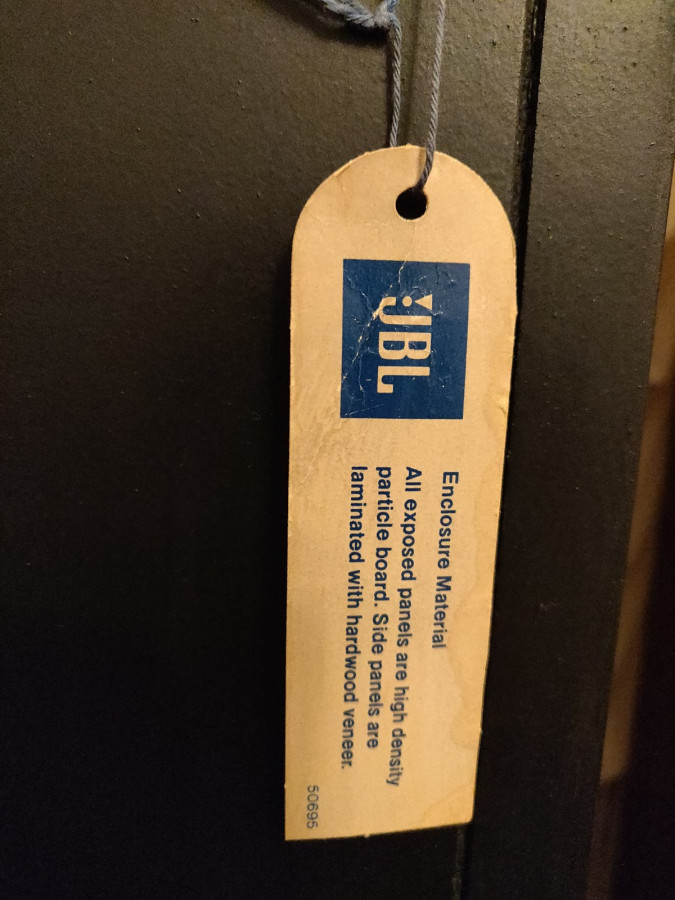 JBL
Enclosure Material
All exposed panels are high density
particle board. Side panels are
laminated with hardwood veneer.
50695